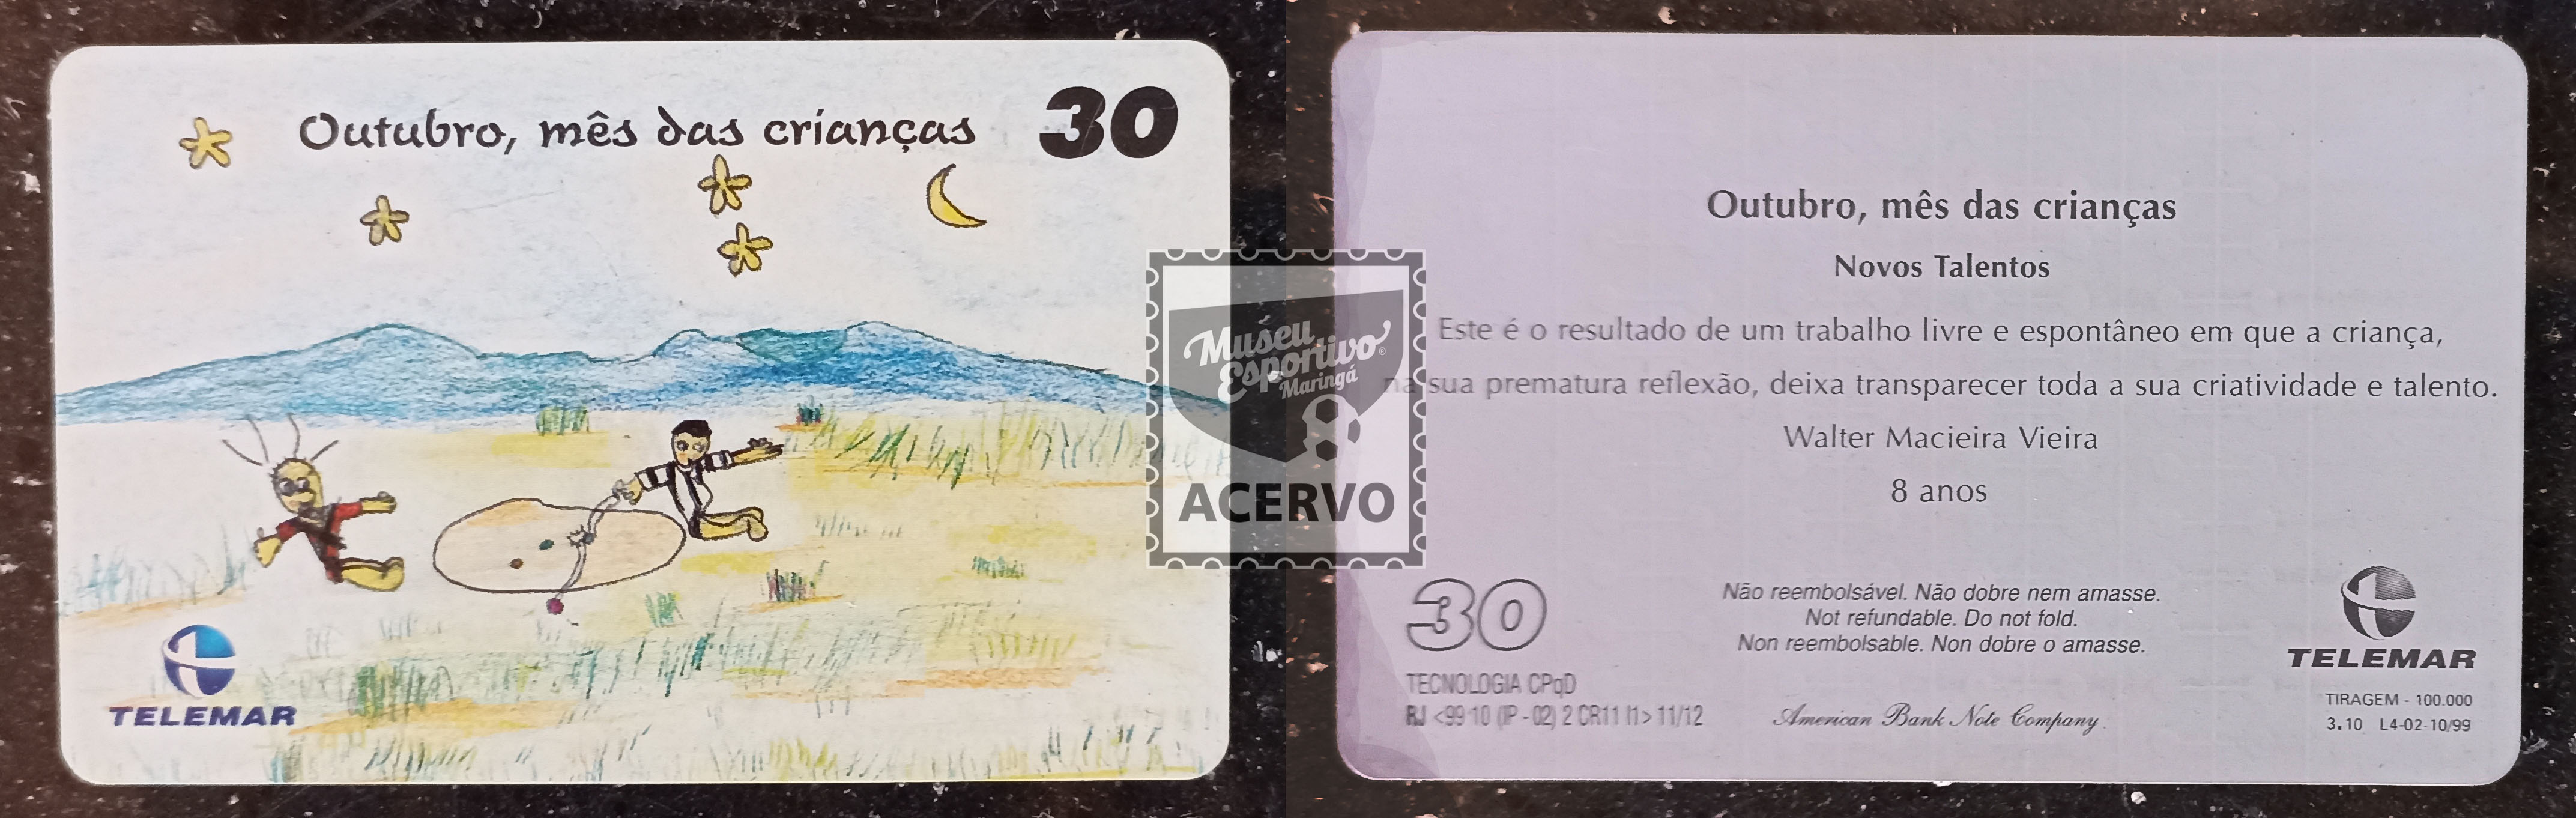 Outubro, mês das crianças
30
TELEMAR
Museu
Esportivo
Maringá
ACERVO
Outubro, mês das crianças
Novos Talentos
Este é o resultado de um trabalho livre e espontâneo em que a criança,
na sua prematura reflexão, deixa transparecer toda a sua criatividade e talento.
Walter Macieira Vieira
8 anos
30
Não reembolsável. Não dobre nem amasse.
Not refundable. Do not fold.
Non reembolsable. Non dobre o amasse.
TELEMAR
TECNOLOGIA CPqD
RJ <99 10 (IP - 02) 2 CR11 I1> 11/12
American Bank Note Company.
TIRAGEM - 100.000
3.10 L4-02-10/99